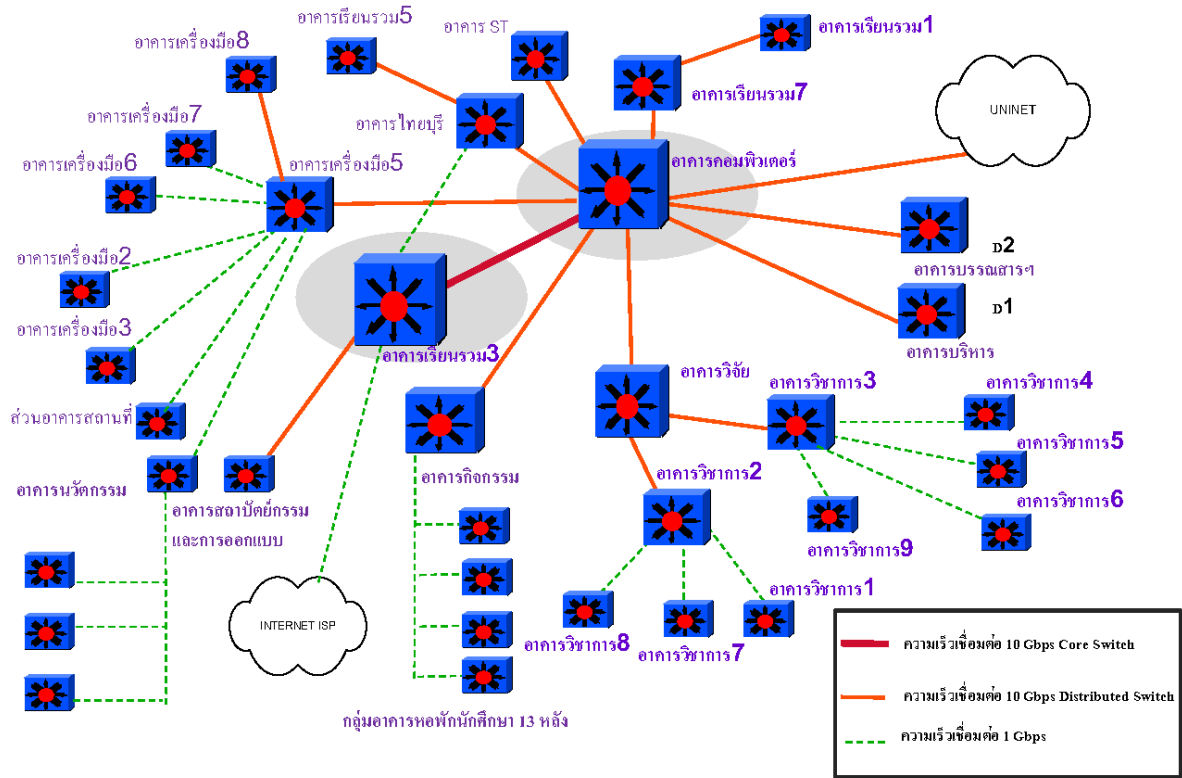 อาคารเรียนรวม5
อาคาร ST
อาคารเรียนรวม1
อาคารเครื่องมือ8
อาคารเรียนรวม7
อาคารไทยบุรี
อาคารเครื่องมือ7
UNINET
อาคารเครื่องมือ6
อาคารเครื่องมือ5
อาคารคอมพิวเตอร์
D2
อาคารบรรณสารฯ
อาคารเครื่องมือ2
D1
อาคารเครื่องมือ3
อาคารบริหาร
อาคารเรียนรวม3
อาคารวิจัย
อาคารวิชาการ3
อาคารวิชาการ4
ส่วนอาคารสถานที่
อาคารวิชาการ5
อาคารกิจกรรม
อาคารวิชาการ2
อาคารนวัตกรรม
อาคารสถาปัตย์กรรม
และการออกแบบ
อาคารวิชาการ6
อาคารวิชาการ9
อาคารวิชาการ1
INTERNET ISP
อาคารวิชาการ8
อาคารวิชาการ7
กลุ่มอาคารหอพักนักศึกษา 13 หลัง
ความเร็วเชื่อมต่อ 10 Gbps Core Switch
ความเร็วเชื่อมต่อ 10 Gbps Distributed Switch
ความเร็วเชื่อมต่อ 1 Gbps